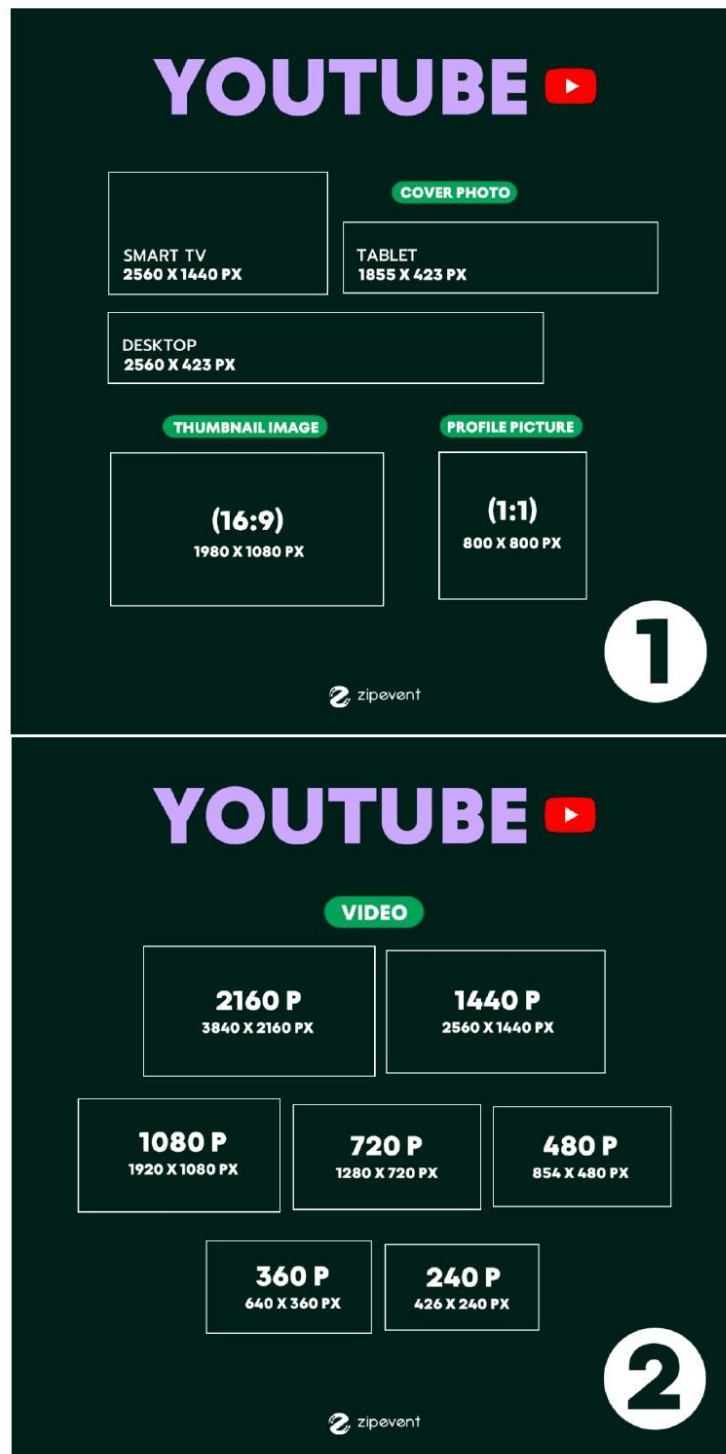 YOUTUBE
COVER PHOTO
SMART TV
2560 X 1440 PX
TABLET
1855 X 423 PX
DESKTOP
2560 X 423 PX
THUMBNAIL IMAGE
(16:9)
1980 X 1080 PX
PROFILE PICTURE
(1:1)
800 X 800 PX
1
zipevent
YOUTUBE
VIDEO
2160 P
3840 X 2160 PX
1440 P
2560 X 1440 PX
1080 P
1920 X 1080 PX
720 P
1280 X 720 PX
480 P
854 X 480 PX
360 P
640 X 360 PX
240 P
426 X 240 PX
2
zipevent